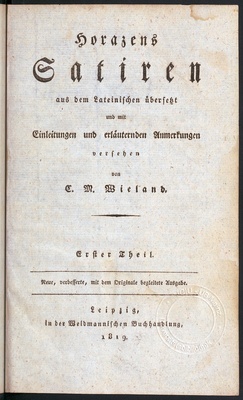 Horazens
Satiren
aus dem Lateinischen übersetzt
und mit
Einleitungen und erläuternden Anmerkungen
versehen
von
C. M. Wieland.
Erster Theil.
Neue, verbesserte, mit dem Originale begleitete Ausgabe.
Leipzig,
in der Weidmannischen Buchhandlung,
1819.